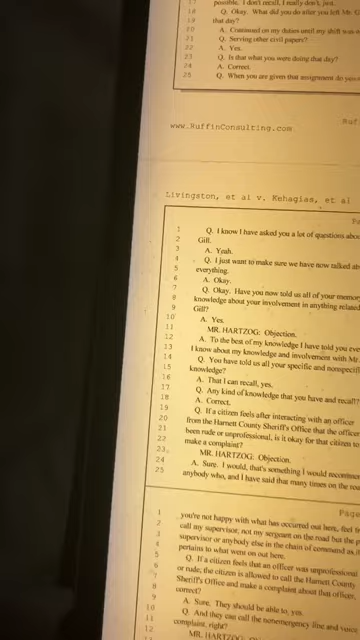 17 possible, I don't recall, I really don't, just.
18 Q. Okay. What did you do after you left Mr. G
19 that day?
20 A. Continued on my duties until my shift was
21 Q. Serving other civil papers?
22 A. Yes.
23 Q. Is that what you were doing that day?
24 A. Correct.
25 Q. When you are given that assignment do you
www.RuffinConsulting.com Ruf
Livingston, et al v. Kehagias, et al
Pa
1 Q. I know I have asked you a lot of questions abou
2 Gill.
3 A. Yeah.
4 Q. I just want to make sure we have now talked ab
5 everything.
6 A. Okay.
7 Q. Okay. Have you now told us all of your memor
8 knowledge about your involvement in anything related
9 Gill?
10 A. Yes.
11 MR. HARTZOG: Objection.
12 A. To the best of my knowledge I have told you eve
13 I know about my knowledge and involvement with Mr.
14 Q. You have told us all your specific and nonspecifi
15 knowledge?
16 A. That I can recall, yes.
17 Q. Any kind of knowledge that you have and recall?
18 A. Correct.
19 Q. If a citizen feels after interacting with an officer
20 from the Harnett County Sheriff's Office that the officer
21 been rude or unprofessional, is it okay for that citizen to
22 make a complaint?
23 MR. HARTZOG: Objection.
24 A. Sure. I would, that's something I would recommen
25 anybody who, and I have said that many times on the roa
Page
1 you're not happy with what has occurred out here, feel fr
2 call my supervisor, not my sergeant on the road but the p
3 supervisor or anybody else in the chain of command as it
4 pertains to what went on out here.
5 Q. If a citizen feels that an officer was unprofessional
6 or rude, the citizen is allowed to call the Harnett County
7 Sheriff's Office and make a complaint about that officer,
8 correct?
9 A. Sure. They should be able to, yes.
10 Q. And they can call the nonemergency line and voice
11 complaint, right?
12 MR. HARTZOG: